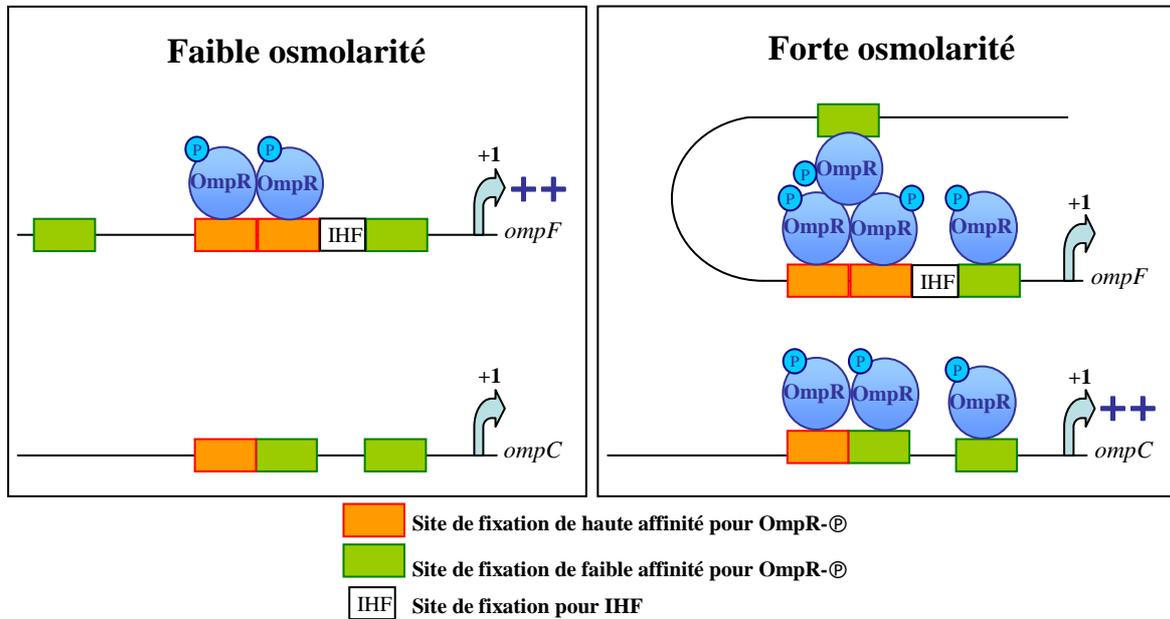 Faible osmolarité
P P
OmpR OmpR
+1
++
IHF
ompF
+1
ompC
Forte osmolarité
OmpR
P
P P P
OmpR OmpR OmpR
+1
IHF
ompF
P P P
OmpR OmpR OmpR
+1
++
ompC
Site de fixation de haute affinité pour OmpR-Ⓟ
Site de fixation de faible affinité pour OmpR-Ⓟ
IHF Site de fixation pour IHF